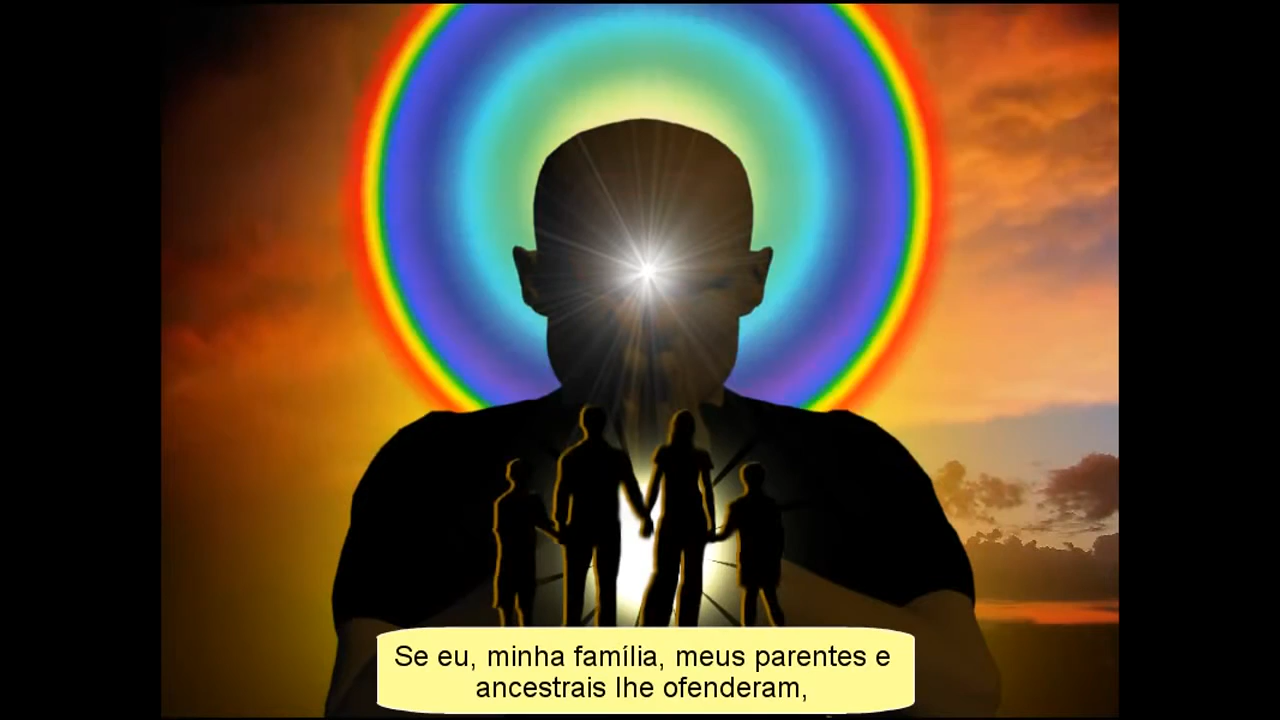 Se eu, minha família, meus parentes e
ancestrais lhe ofenderam,